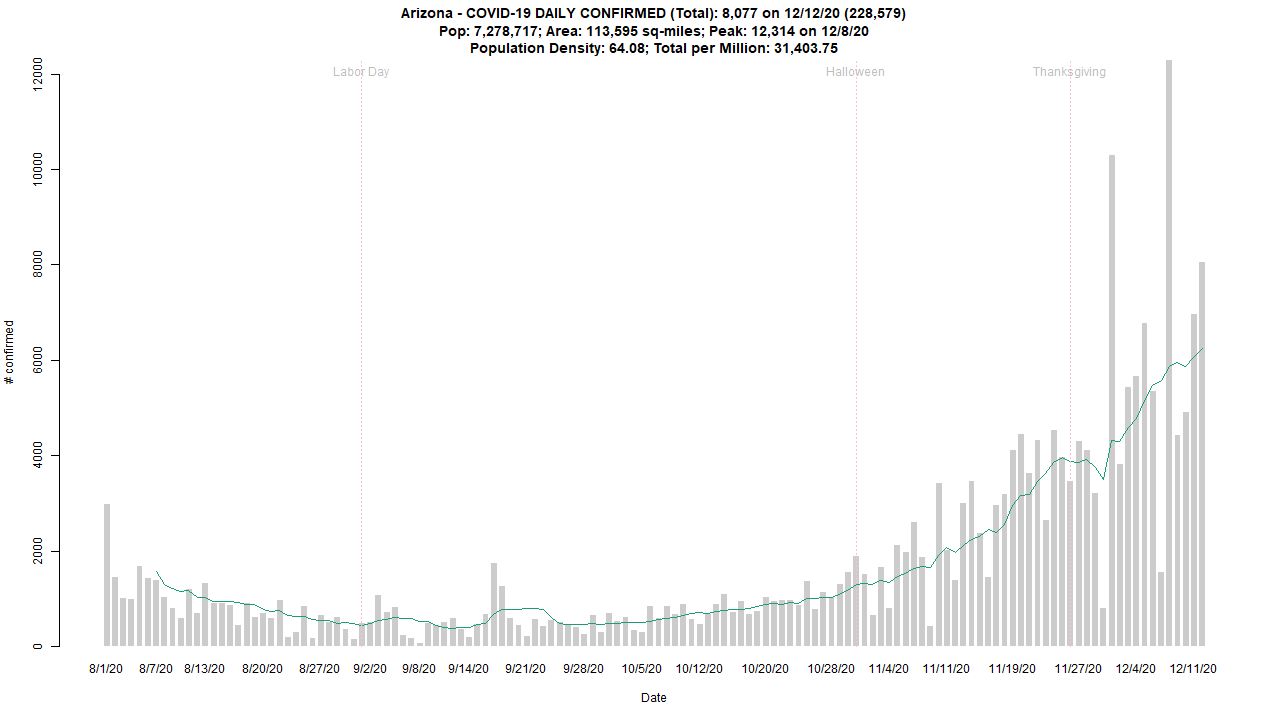 Arizona - COVID-19 DAILY CONFIRMED (Total): 8,077 on 12/12/20 (228,579)
Pop: 7,278,717; Area: 113,595 sq-miles; Peak: 12,314 on 12/8/20
Population Density: 64.08; Total per Million: 31,403.75
Labor Day Halloween Thanksgiving
12000
10000
8000
6000
4000
2000
0
# confirmed
8/1/20 8/7/20 8/13/20 8/20/20 8/27/20 9/2/20 9/8/20 9/14/20 9/21/20 9/28/20 10/5/20 10/12/20 10/20/20 10/28/20 11/4/20 11/11/20 11/19/20 11/27/20 12/4/20 12/11/20
Date